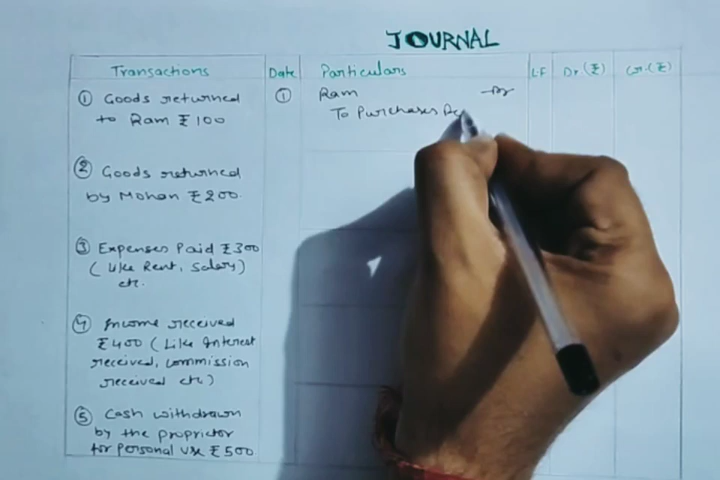 JOURNAL
Transactions Date Particulars LF Dr (₹) Cr. (₹)
① Goods returned
to Ram ₹100
① Ram Dr
To Purchases Ac
② Goods returned
by Mohan ₹200.
③ Expenses Paid ₹300
(Like Rent, Salary)
etc.
④ Income received
₹400 (Like Interest
received, commission
received etc)
⑤ Cash withdrawn
by the proprietor
for Personal Use ₹500